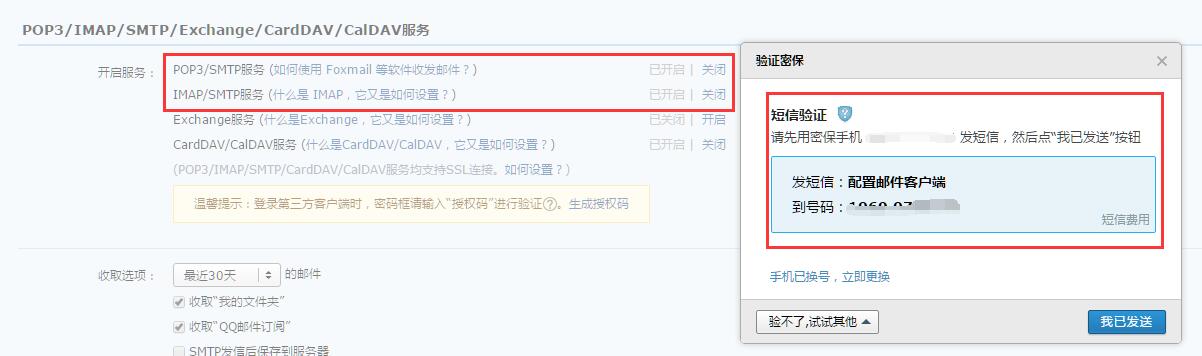 POP3/IMAP/SMTP/Exchange/CardDAV/CalDAV服务
开启服务：
POP3/SMTP服务 (如何使用 Foxmail 等软件收发邮件？)
已开启 | 关闭
IMAP/SMTP服务 (什么是 IMAP，它又是如何设置？)
已开启 | 关闭
Exchange服务 (什么是Exchange，它又是如何设置？)
已关闭 | 开启
CardDAV/CalDAV服务 (什么是CardDAV/CalDAV，它又是如何设置？)
已开启 | 关闭
(POP3/IMAP/SMTP/CardDAV/CalDAV服务均支持SSL连接。如何设置？)
温馨提示：登录第三方客户端时，密码框请输入“授权码”进行验证?。生成授权码
收取选项：
最近30天
的邮件
收取“我的文件夹”
收取“QQ邮件订阅”
SMTP发信后保存到服务器
验证密保
×
短信验证 ?
请先用密保手机 发短信，然后点“我已发送”按钮
发短信：配置邮件客户端
到号码：
短信费用
手机已换号，立即更换
验不了,试试其他
我已发送